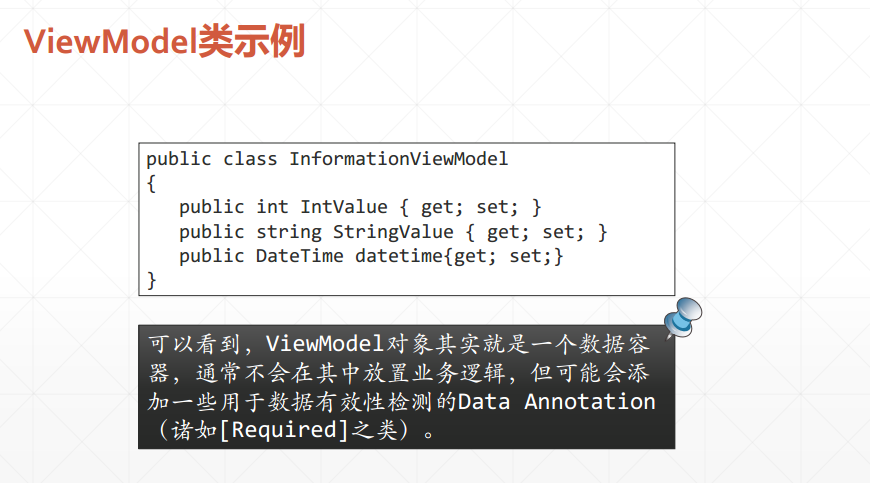 ViewModel类示例
public class InformationViewModel
{
public int IntValue { get; set; }
public string StringValue { get; set; }
public DateTime datetime{get; set;}
}
可以看到，ViewModel对象其实就是一个数据容
器，通常不会在其中放置业务逻辑，但可能会添
加一些用于数据有效性检测的Data Annotation
（诸如[Required]之类）。